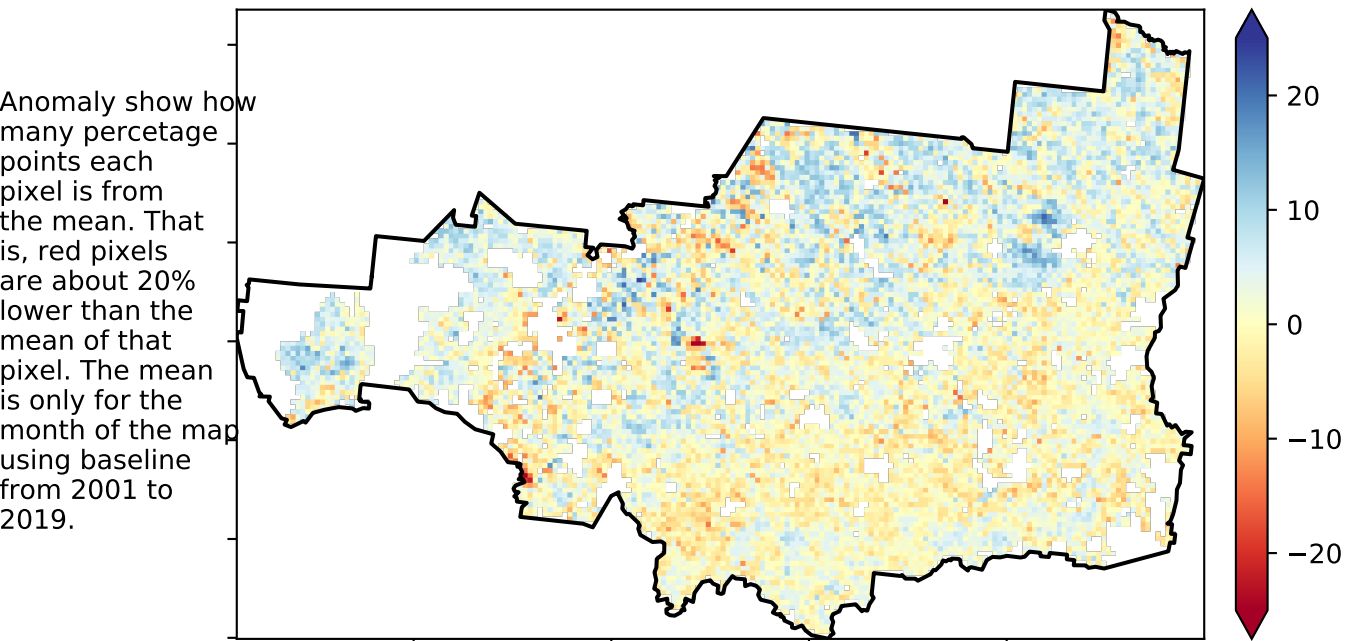 Anomaly show how
many percetage
points each
pixel is from
the mean. That
is, red pixels
are about 20%
lower than the
mean of that
pixel. The mean
is only for the
month of the map
using baseline
from 2001 to
2019.
20
10
0
−10
−20